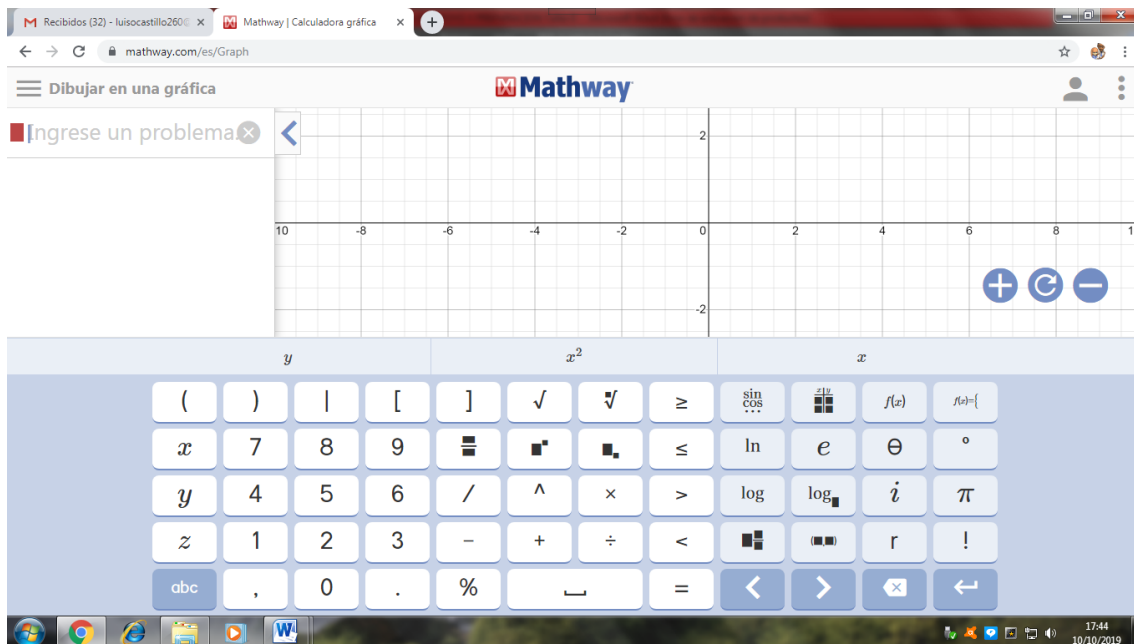 Recibidos (32) - luisocastillo260@
Mathway | Calculadora gráfica
mathway.com/es/Graph
Dibujar en una gráfica
Mathway
Ingrese un problema
2
10 -8 -6 -4 -2 0 2 4 6 8 1
-2
y x² x
( ) | [ ] √ ∛ ≥ sin cos ... x|y f(x) f(x)={
x 7 8 9 ≤ ln e Θ °
y 4 5 6 / ^ × > log log i π
z 1 2 3 − + ÷ < (■,■) r !
abc , 0 . % =
17:44
10/10/2019